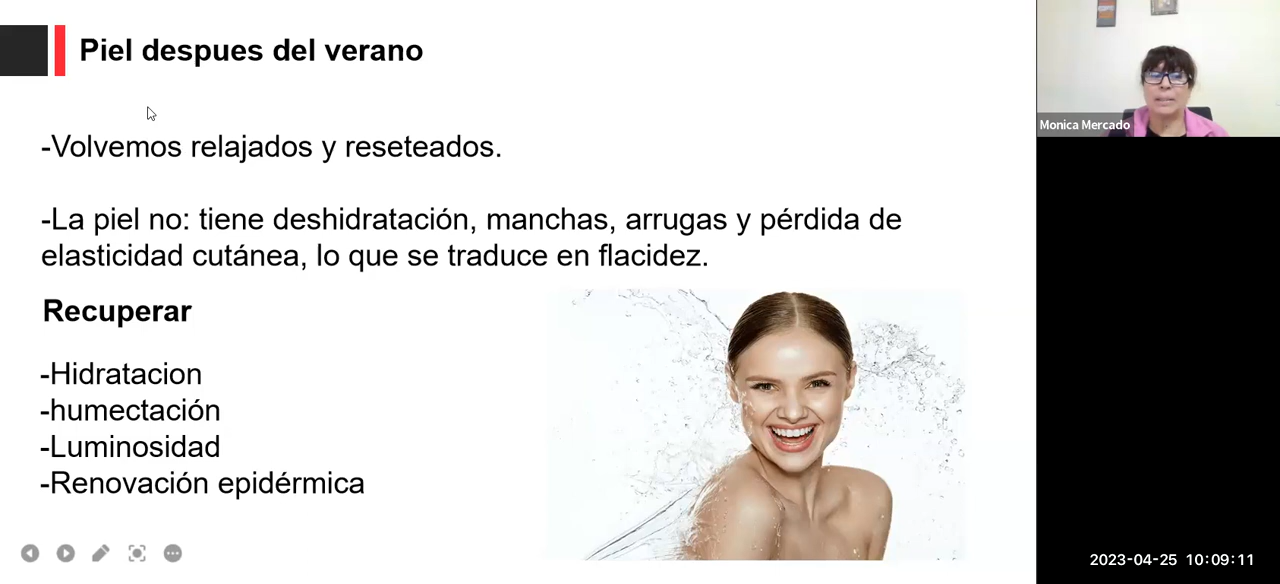 Piel despues del verano
-Volvemos relajados y reseteados.
-La piel no: tiene deshidratación, manchas, arrugas y pérdida de
elasticidad cutánea, lo que se traduce en flacidez.
Recuperar
-Hidratacion
-humectación
-Luminosidad
-Renovación epidérmica
Monica Mercado
2023-04-25 10:09:11